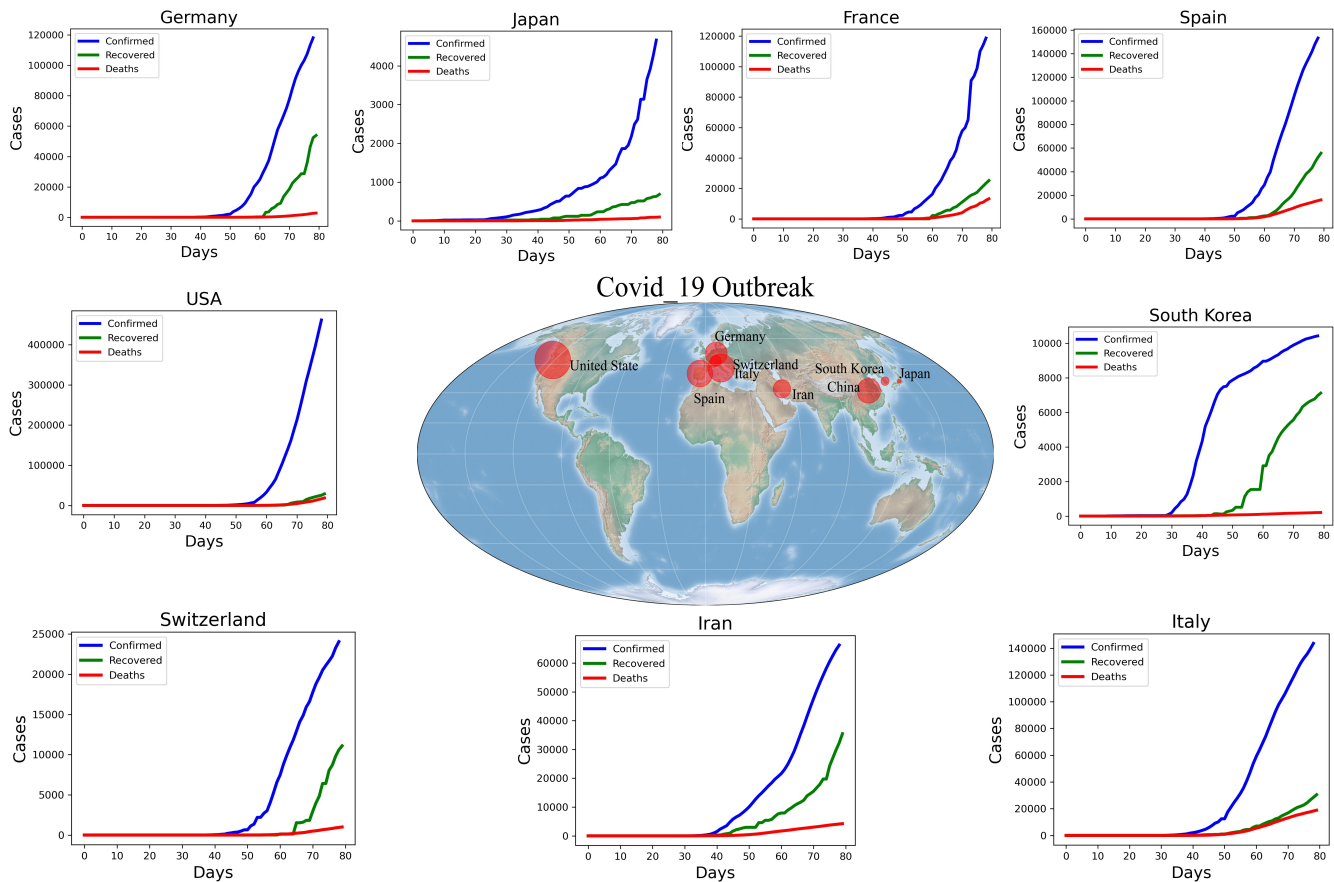 Germany
Confirmed
Recovered
Deaths
120000
100000
80000
60000
40000
20000
0
Cases
0 10 20 30 40 50 60 70 80
Days
Japan
Confirmed
Recovered
Deaths
4000
3000
2000
1000
0
Cases
0 10 20 30 40 50 60 70 80
Days
France
Confirmed
Recovered
Deaths
120000
100000
80000
60000
40000
20000
0
Cases
0 10 20 30 40 50 60 70 80
Days
Spain
Confirmed
Recovered
Deaths
160000
140000
120000
100000
80000
60000
40000
20000
0
Cases
0 10 20 30 40 50 60 70 80
Days
USA
Confirmed
Recovered
Deaths
400000
300000
200000
100000
0
Cases
0 10 20 30 40 50 60 70 80
Days
Covid_19 Outbreak
Germany
United State
Switzerland
Italy
Spain
Iran
South Korea
China
Japan
South Korea
Confirmed
Recovered
Deaths
10000
8000
6000
4000
2000
0
Cases
0 10 20 30 40 50 60 70 80
Days
Switzerland
Confirmed
Recovered
Deaths
25000
20000
15000
10000
5000
0
Cases
0 10 20 30 40 50 60 70 80
Days
Iran
Confirmed
Recovered
Deaths
60000
50000
40000
30000
20000
10000
0
Cases
0 10 20 30 40 50 60 70 80
Days
Italy
Confirmed
Recovered
Deaths
140000
120000
100000
80000
60000
40000
20000
0
Cases
0 10 20 30 40 50 60 70 80
Days